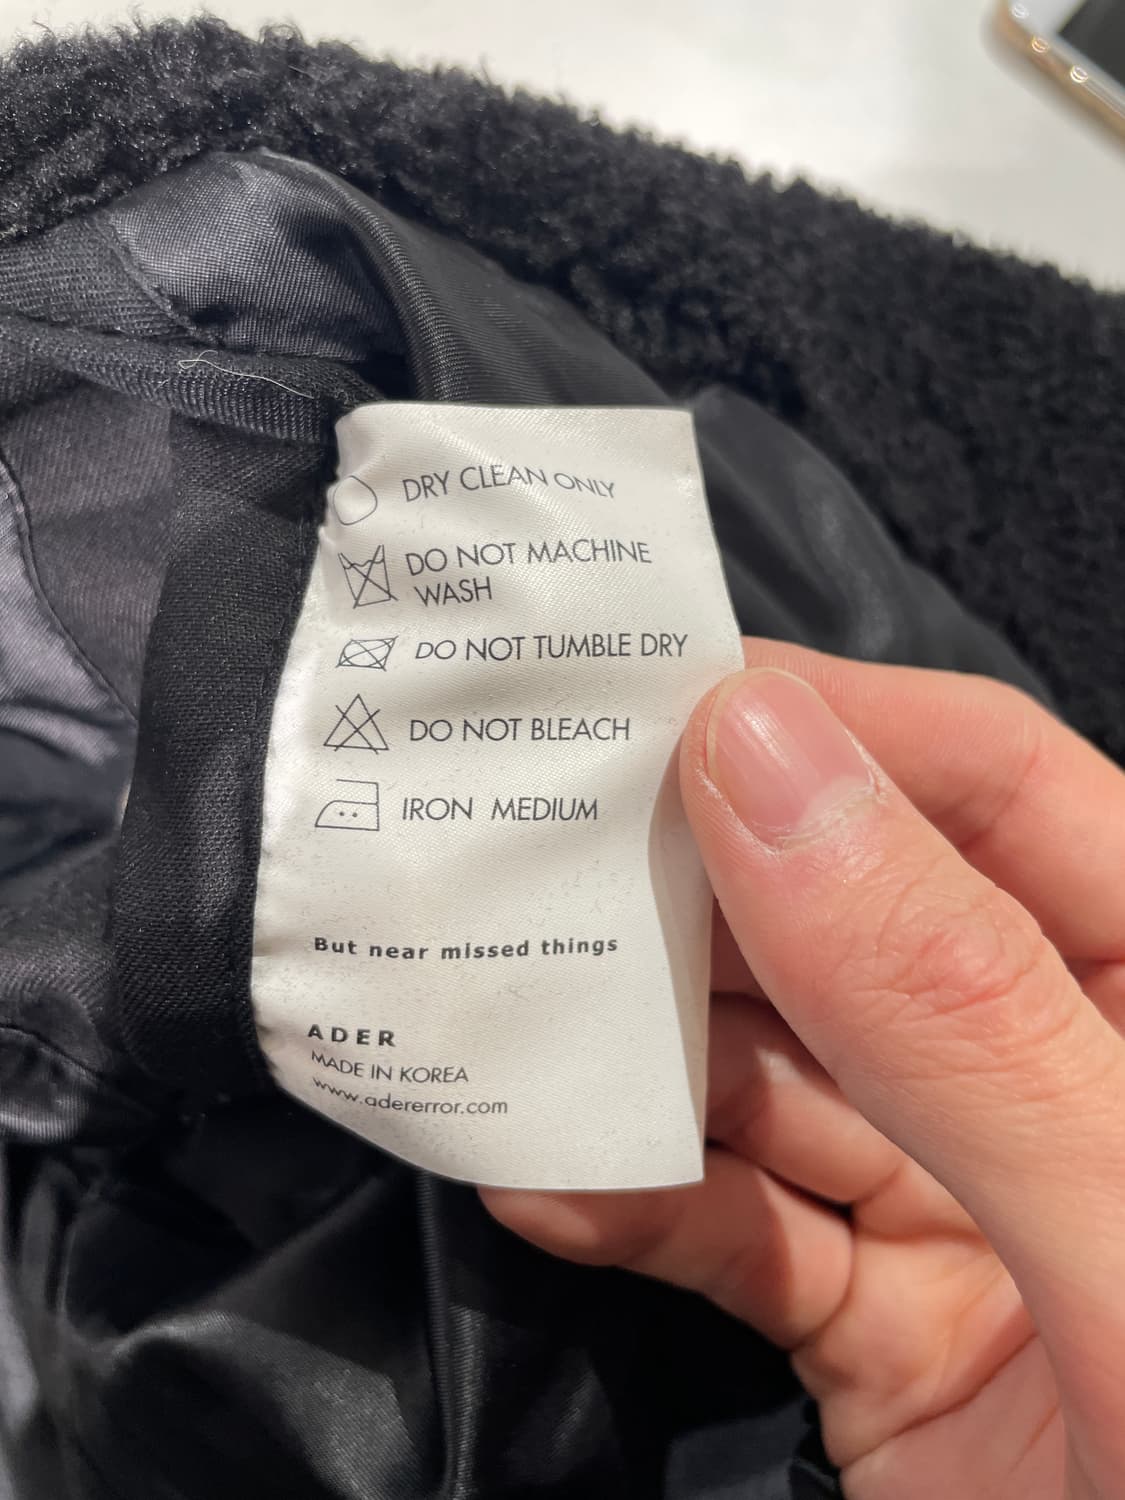 DRY CLEAN ONLY
DO NOT MACHINE
WASH
DO NOT TUMBLE DRY
DO NOT BLEACH
IRON MEDIUM
But near missed things
ADER
MADE IN KOREA
www.adererror.com